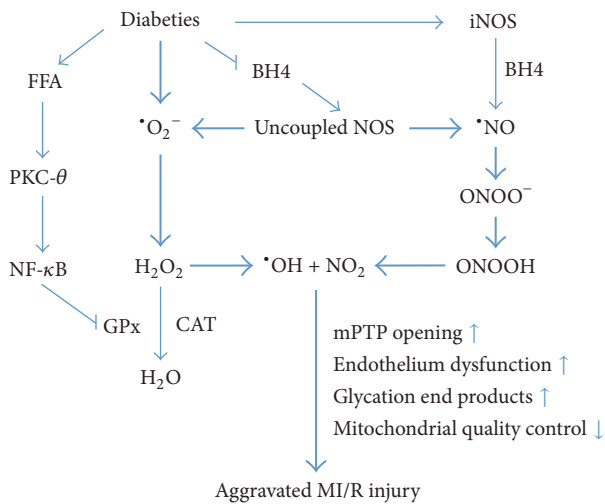 Diabeties
iNOS
FFA
BH4
BH4
•O₂⁻
Uncoupled NOS
•NO
PKC-θ
ONOO⁻
NF-κB
H₂O₂
•OH + NO₂
ONOOH
GPx
CAT
H₂O
mPTP opening ↑
Endothelium dysfunction ↑
Glycation end products ↑
Mitochondrial quality control ↓
Aggravated MI/R injury